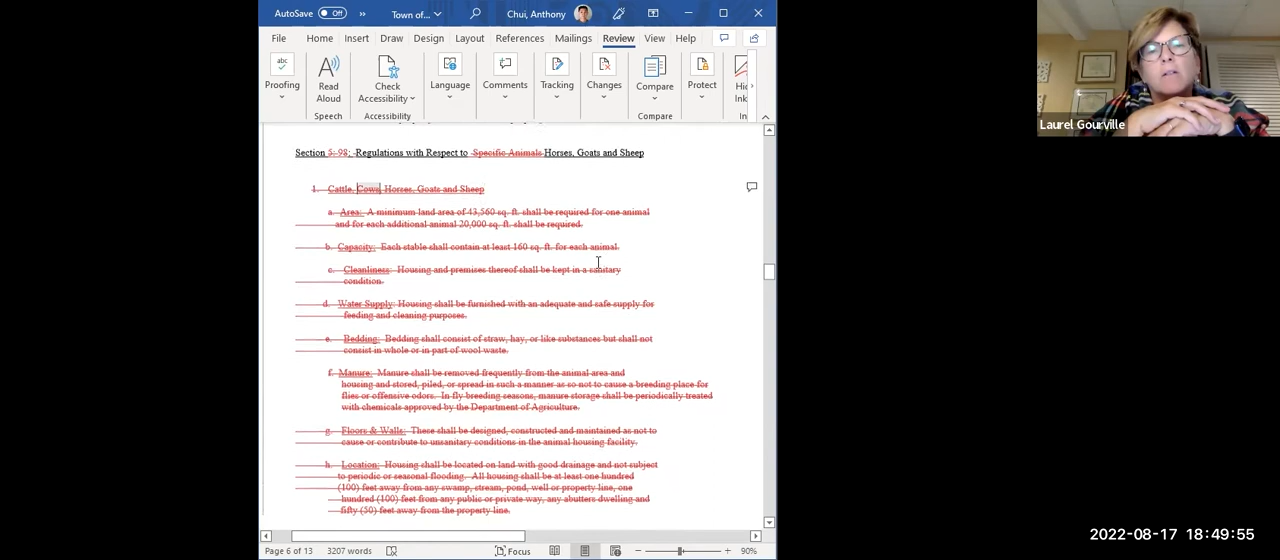 AutoSave Off » Town of... Chui, Anthony
File Home Insert Draw Design Layout References Mailings Review View Help
Proofing Read Aloud Check Accessibility Language Comments Tracking Changes Compare Protect Hid Ink
Speech Accessibility Compare In
Section 5: 98: Regulations with Respect to Specific Animals Horses, Goats and Sheep
1. Cattle, Cows, Horses, Goats and Sheep
a. Area: A minimum land area of 43,560 sq. ft. shall be required for one animal
and for each additional animal 20,000 sq. ft. shall be required.
b. Capacity: Each stable shall contain at least 160 sq. ft. for each animal.
c. Cleanliness: Housing and premises thereof shall be kept in a sanitary
condition.
d. Water Supply: Housing shall be furnished with an adequate and safe supply for
feeding and cleaning purposes.
e. Bedding: Bedding shall consist of straw, hay, or like substances but shall not
consist in whole or in part of wool waste.
f. Manure: Manure shall be removed frequently from the animal area and
housing and stored, piled, or spread in such a manner as so not to cause a breeding place for
flies or offensive odors. In fly breeding seasons, manure storage shall be periodically treated
with chemicals approved by the Department of Agriculture.
g. Floors & Walls: These shall be designed, constructed and maintained as not to
cause or contribute to unsanitary conditions in the animal housing facility.
h. Location: Housing shall be located on land with good drainage and not subject
to periodic or seasonal flooding. All housing shall be at least one hundred
(100) feet away from any swamp, stream, pond, well or property line, one
hundred (100) feet from any public or private way, any abutters dwelling and
fifty (50) feet away from the property line.
Page 6 of 13 3207 words Focus 90%
Laurel Gourville
2022-08-17 18:49:55